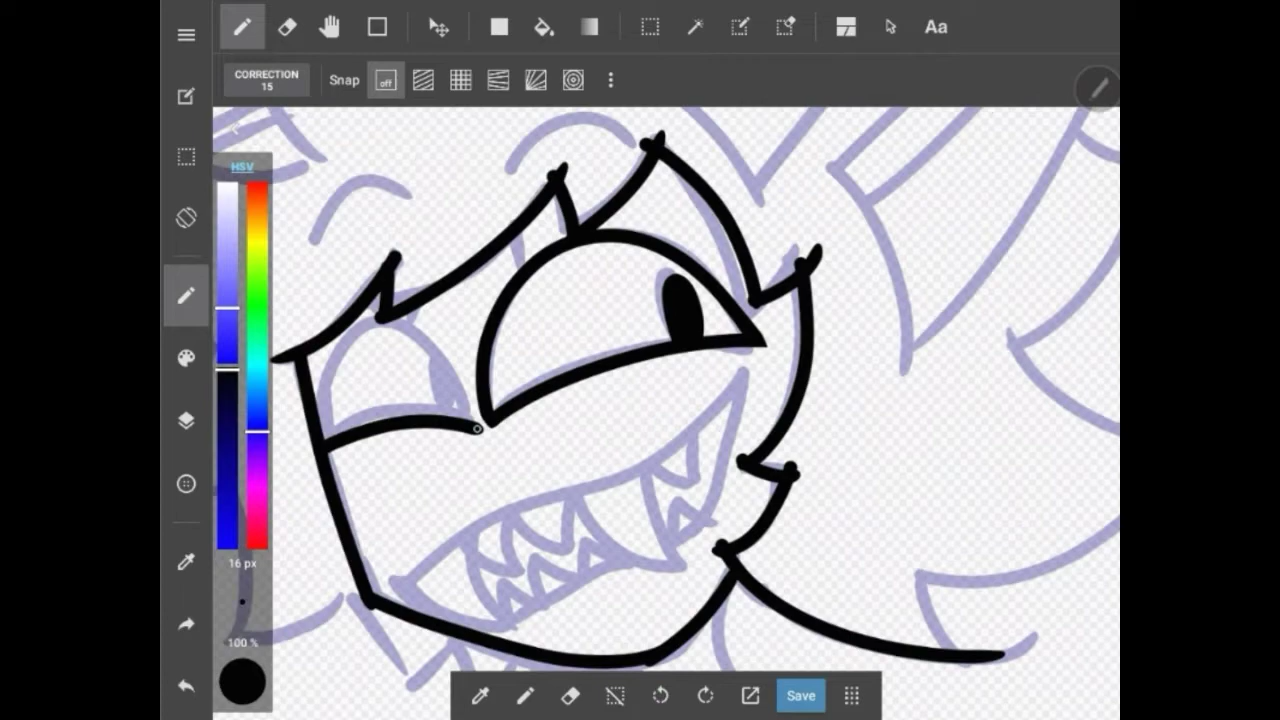 Aa
CORRECTION
15
Snap
off
HSV
16 px
100 %
Save